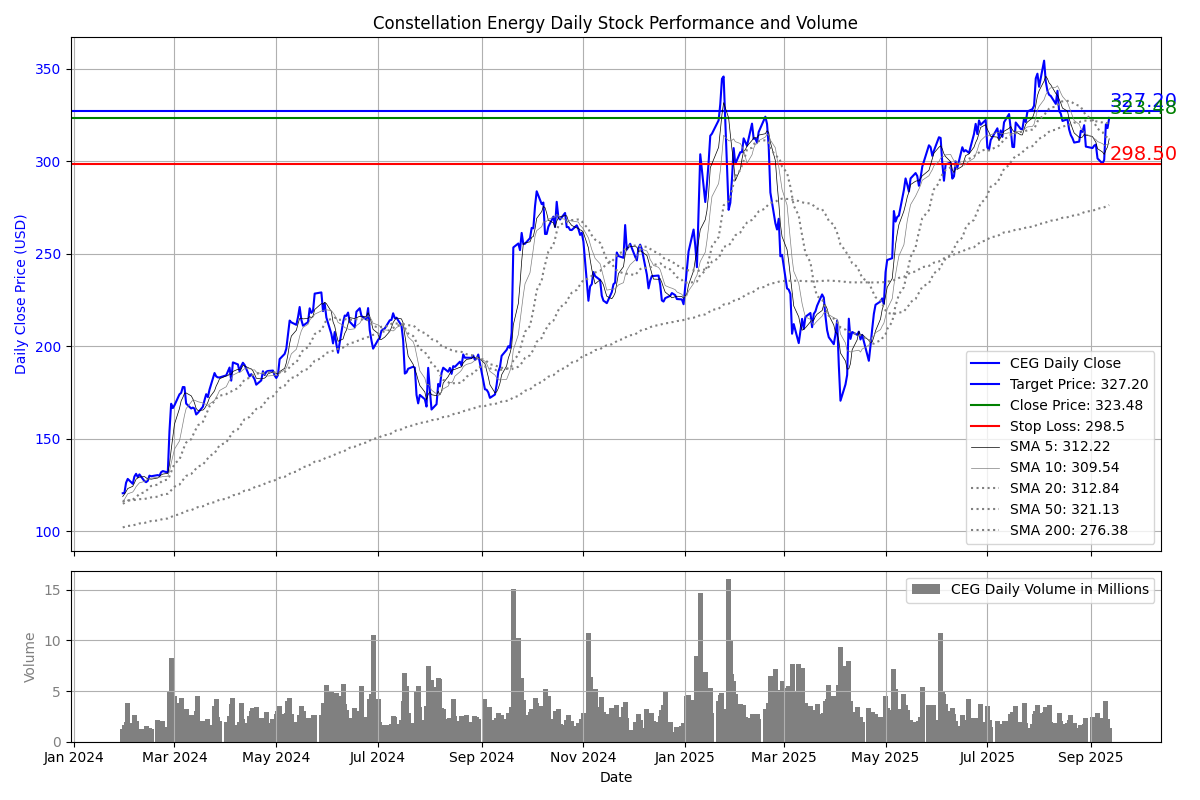 Constellation Energy Daily Stock Performance and Volume
Daily Close Price (USD)
350
300
250
200
150
100
327.20
323.48
298.50
CEG Daily Close
Target Price: 327.20
Close Price: 323.48
Stop Loss: 298.5
SMA 5: 312.22
SMA 10: 309.54
SMA 20: 312.84
SMA 50: 321.13
SMA 200: 276.38
Volume
15
10
5
0
CEG Daily Volume in Millions
Jan 2024 Mar 2024 May 2024 Jul 2024 Sep 2024 Nov 2024 Jan 2025 Mar 2025 May 2025 Jul 2025 Sep 2025
Date